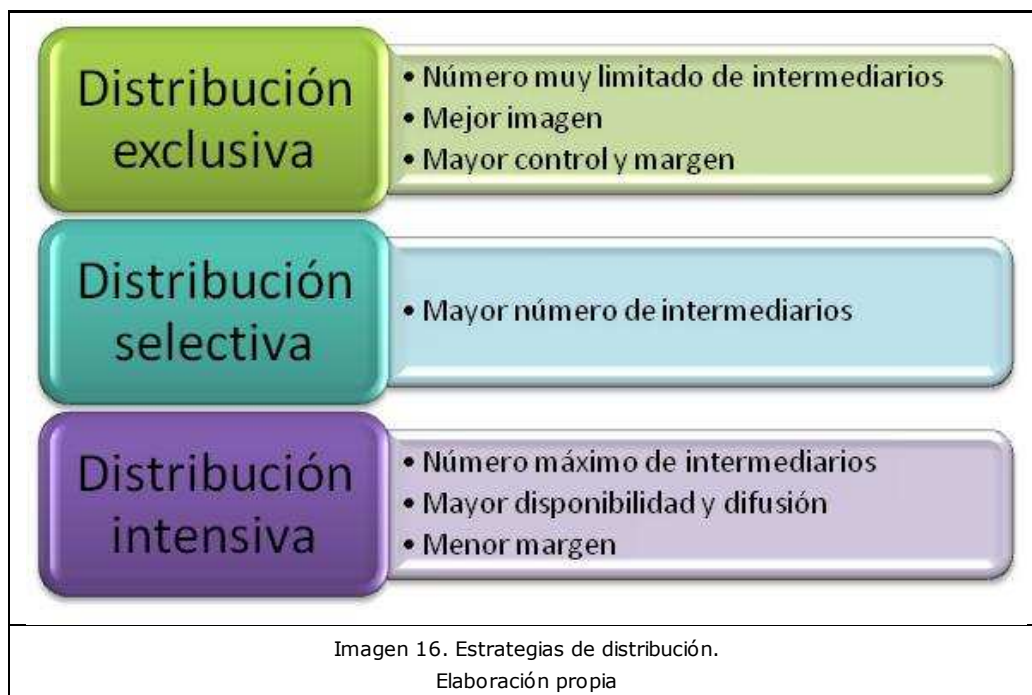 Distribución
exclusiva
• Número muy limitado de intermediarios
• Mejor imagen
• Mayor control y margen
Distribución
selectiva
• Mayor número de intermediarios
Distribución
intensiva
• Número máximo de intermediarios
• Mayor disponibilidad y difusión
• Menor margen
Imagen 16. Estrategias de distribución.
Elaboración propia